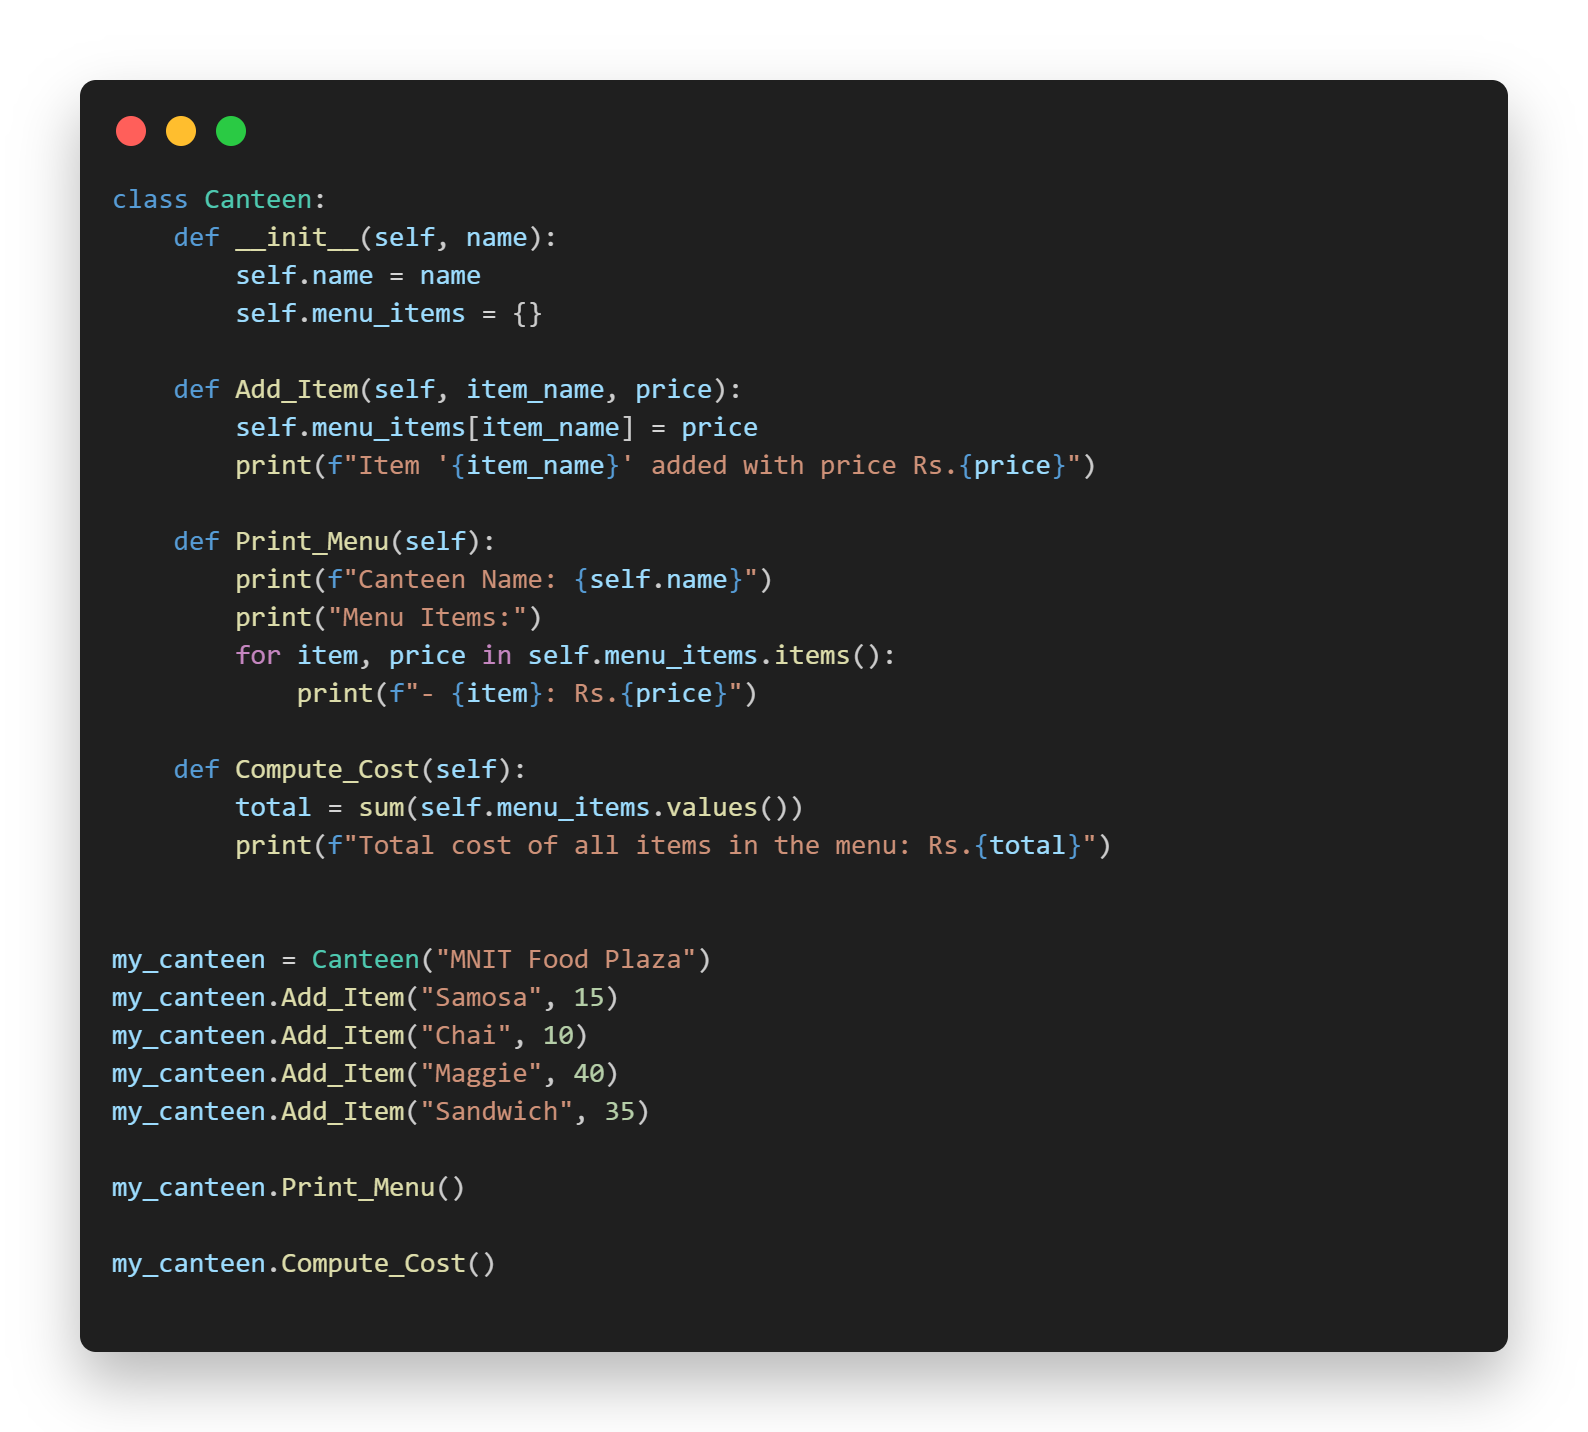 class Canteen:
    def __init__(self, name):
        self.name = name
        self.menu_items = {}

    def Add_Item(self, item_name, price):
        self.menu_items[item_name] = price
        print(f"Item '{item_name}' added with price Rs.{price}")

    def Print_Menu(self):
        print(f"Canteen Name: {self.name}")
        print("Menu Items:")
        for item, price in self.menu_items.items():
            print(f"- {item}: Rs.{price}")

    def Compute_Cost(self):
        total = sum(self.menu_items.values())
        print(f"Total cost of all items in the menu: Rs.{total}")


my_canteen = Canteen("MNIT Food Plaza")
my_canteen.Add_Item("Samosa", 15)
my_canteen.Add_Item("Chai", 10)
my_canteen.Add_Item("Maggie", 40)
my_canteen.Add_Item("Sandwich", 35)

my_canteen.Print_Menu()

my_canteen.Compute_Cost()